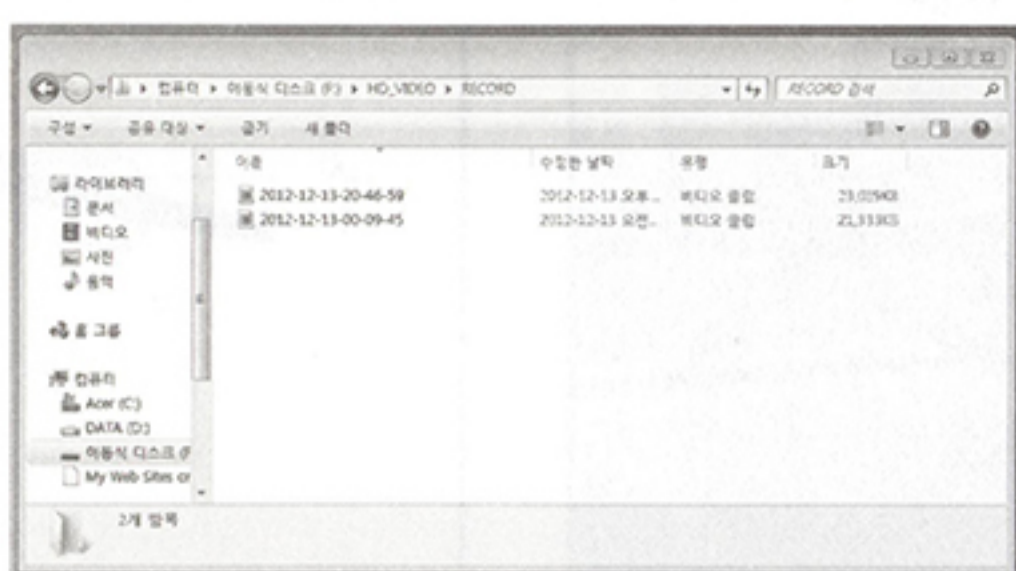 컴퓨터 ▸ 이동식 디스크 (F:) ▸ HD_VIDEO ▸ RECORD
RECORD 검색
구성 공유 대상 굽기 새 폴더
이름 수정한 날짜 유형 크기
2012-12-13-20-46-59 2012-12-13 오후... 비디오 클립
2012-12-13-00-09-45 2012-12-13 오전... 비디오 클립
라이브러리
문서
비디오
사진
음악
홈 그룹
컴퓨터
Acer (C:)
DATA (D:)
이동식 디스크 (F
My Web Sites or
2개 항목